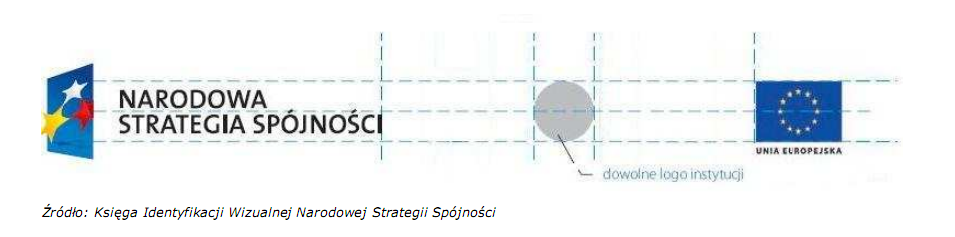 NARODOWA
STRATEGIA SPÓJNOŚCI
UNIA EUROPEJSKA
dowolne logo instytucji
Źródło: Księga Identyfikacji Wizualnej Narodowej Strategii Spójności